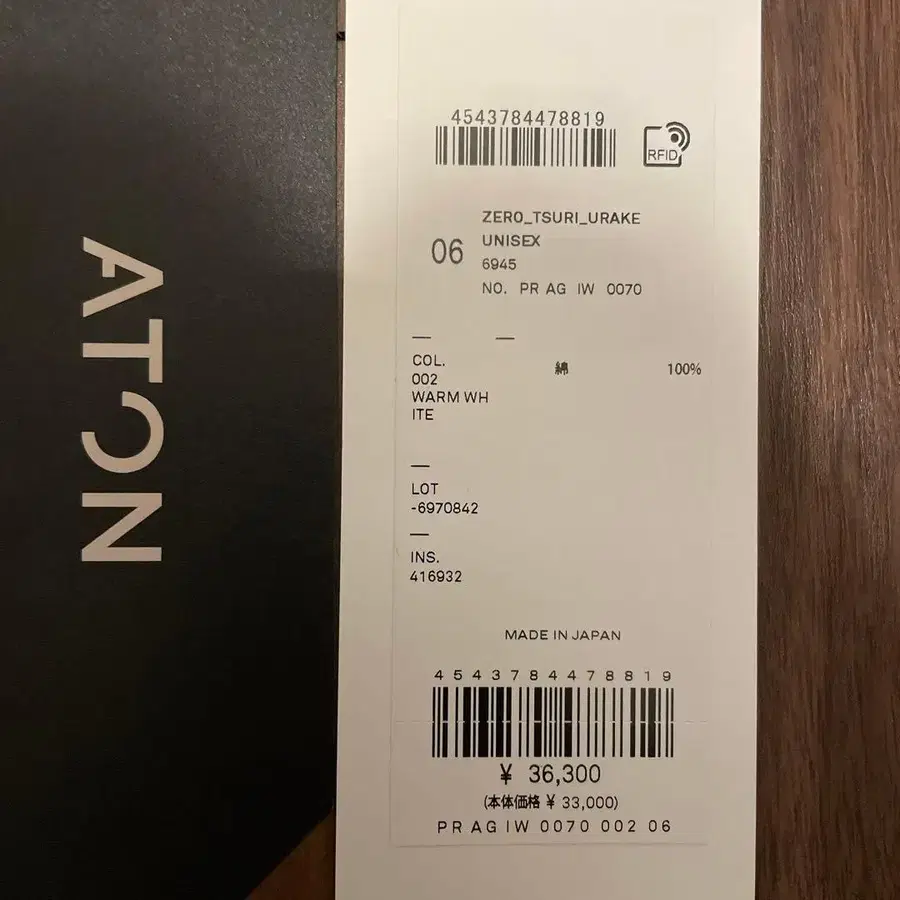 ATON
4543784478819
RFID
06
ZERO_TSURI_URAKE
UNISEX
6945
NO. PR AG IW 0070
COL.
002
WARM WH
ITE
綿 100%
LOT
-6970842
INS.
416932
MADE IN JAPAN
4543784478819
¥ 36,300
(本体価格 ¥ 33,000)
PR AG IW 0070 002 06